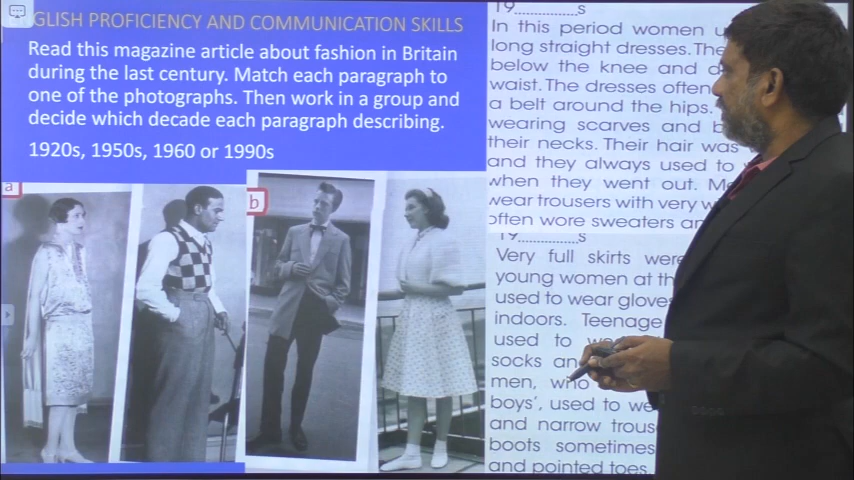 GLISH PROFICIENCY AND COMMUNICATION SKILLS
Read this magazine article about fashion in Britain
during the last century. Match each paragraph to
one of the photographs. Then work in a group and
decide which decade each paragraph describing.
1920s, 1950s, 1960 or 1990s
a
b
19..............s
In this period women
long straight dresses. The
below the knee and
waist. The dresses often
a belt around the hips.
wearing scarves and
their necks. Their hair was
and they always used to
when they went out.
wear trousers with very
often wore sweaters
19..............s
Very full skirts were
young women at
used to wear glove
indoors. Teenage
used to
socks
men, who
boys', used to
and narrow
boots sometimes
and pointed toes